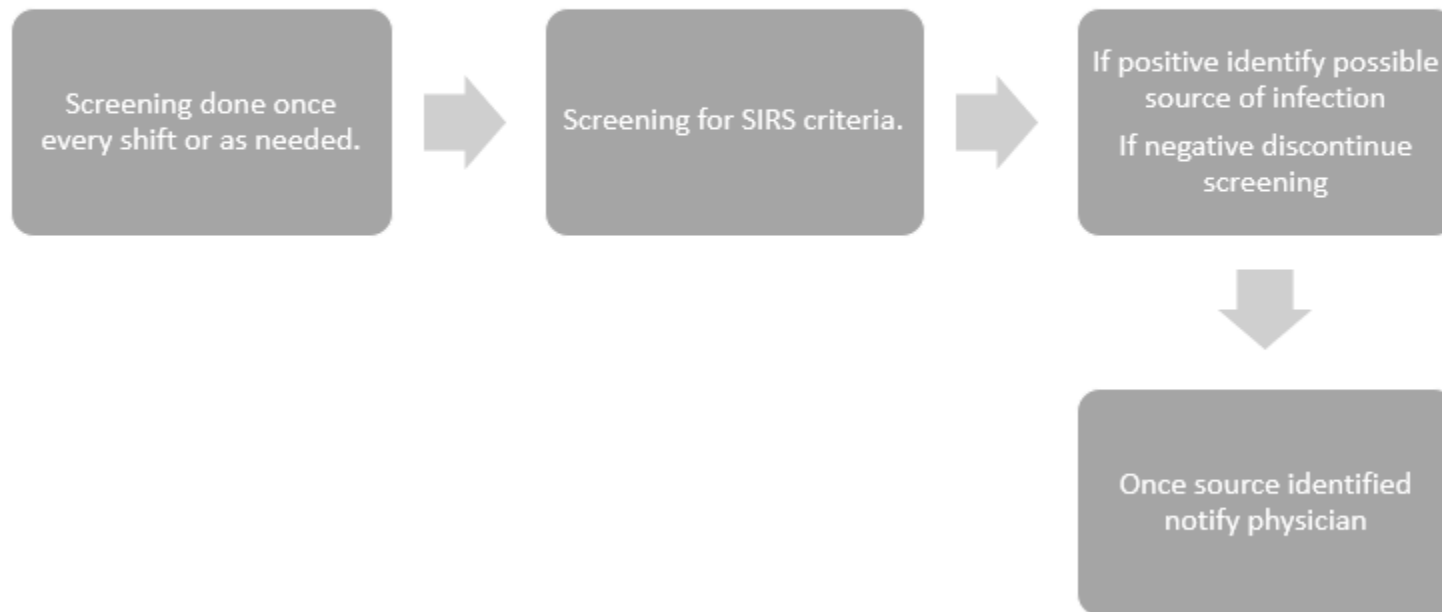 Screening done once
every shift or as needed.
Screening for SIRS criteria.
If positive identify possible
source of infection
If negative discontinue
screening
Once source identified
notify physician